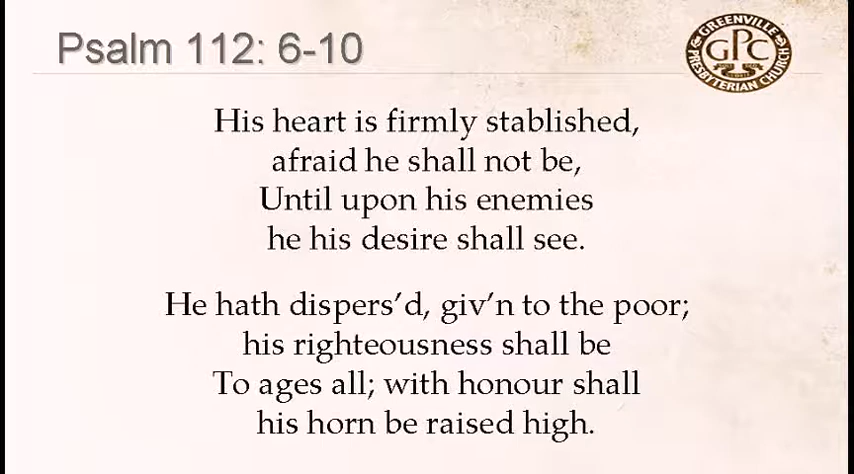 Psalm 112: 6-10
GREENVILLE
GPC
PRESBYTERIAN CHURCH
His heart is firmly stablished,
afraid he shall not be,
Until upon his enemies
he his desire shall see.
He hath dispers’d, giv’n to the poor;
his righteousness shall be
To ages all; with honour shall
his horn be raised high.